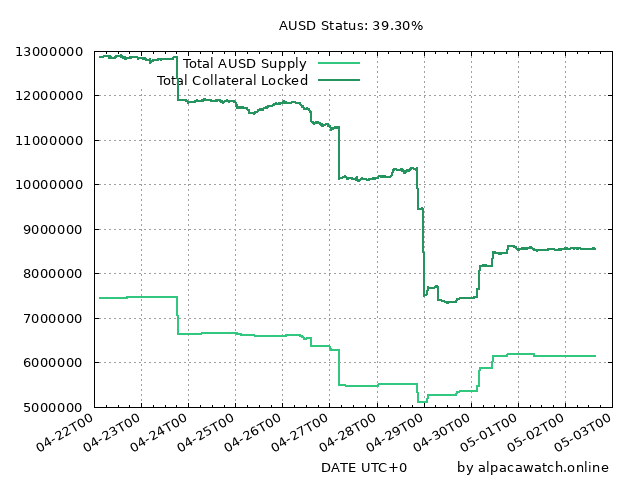 AUSD Status: 39.30%
Total AUSD Supply
Total Collateral Locked
13000000
12000000
11000000
10000000
9000000
8000000
7000000
6000000
5000000
04-22T00
04-23T00
04-24T00
04-25T00
04-26T00
04-27T00
04-28T00
04-29T00
04-30T00
05-01T00
05-02T00
05-03T00
DATE UTC+0
by alpacawatch.online